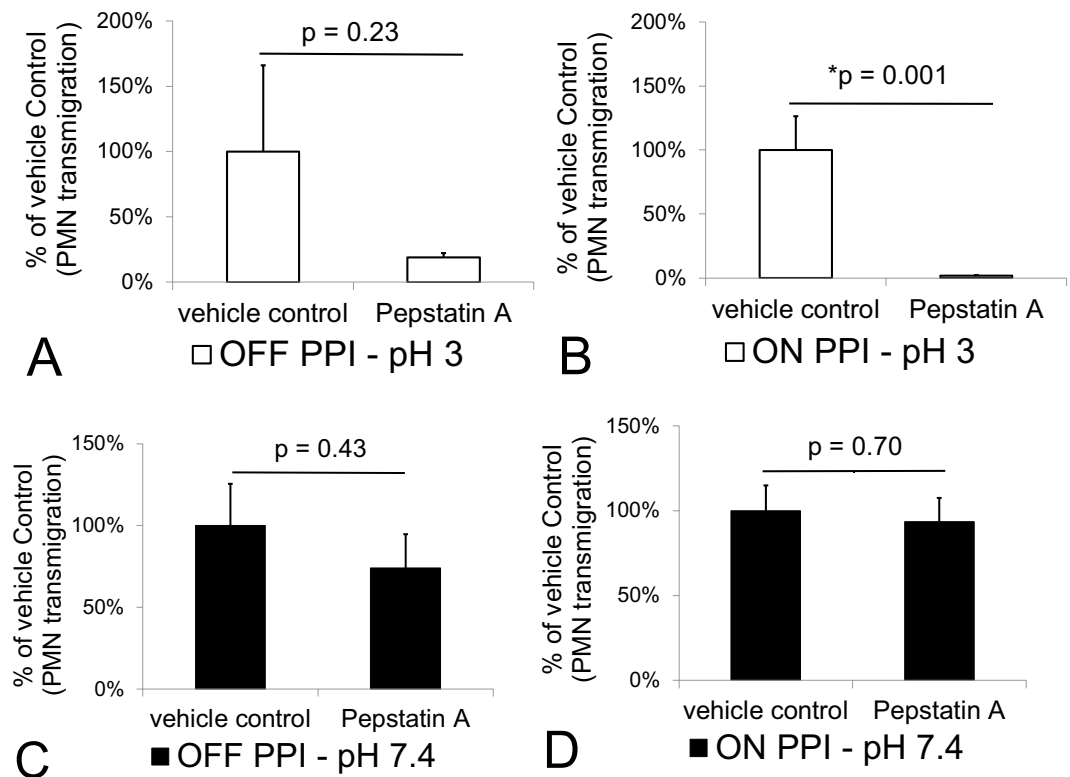 200%
150%
100%
50%
0%
% of vehicle Control
(PMN transmigration)
p = 0.23
vehicle control
Pepstatin A
A
OFF PPI - pH 3
200%
150%
100%
50%
0%
% of vehicle Control
(PMN transmigration)
*p = 0.001
vehicle control
Pepstatin A
B
ON PPI - pH 3
150%
100%
50%
0%
% of vehicle Control
(PMN transmigration)
p = 0.43
vehicle control
Pepstatin A
C
OFF PPI - pH 7.4
150%
100%
50%
0%
% of vehicle Control
(PMN transmigration)
p = 0.70
vehicle control
Pepstatin A
D
ON PPI - pH 7.4